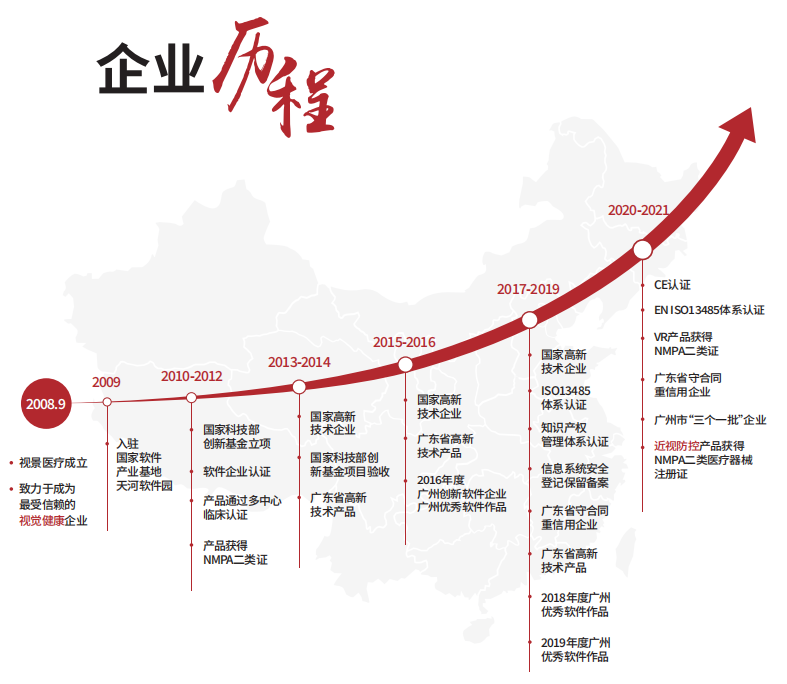 企业历程
2008.9
视景医疗成立
致力于成为
最受信赖的
视觉健康企业
2009
入驻
国家软件
产业基地
天河软件园
2010-2012
国家科技部
创新基金立项
软件企业认证
产品通过多中心
临床认证
产品获得
NMPA二类证
2013-2014
国家高新
技术企业
国家科技部创
新基金项目验收
广东省高新
技术产品
2015-2016
国家高新
技术企业
广东省高新
技术产品
2016年度
广州创新软件企业
广州优秀软件作品
2017-2019
国家高新
技术企业
ISO13485
体系认证
知识产权
管理体系认证
信息系统安全
登记保留备案
广东省守合同
重信用企业
广东省高新
技术产品
2018年度广州
优秀软件作品
2019年度广州
优秀软件作品
2020-2021
CE认证
EN ISO13485体系认证
VR产品获得
NMPA二类证
广东省守合同
重信用企业
广州市“三个一批”企业
近视防控产品获得
NMPA二类医疗器械
注册证